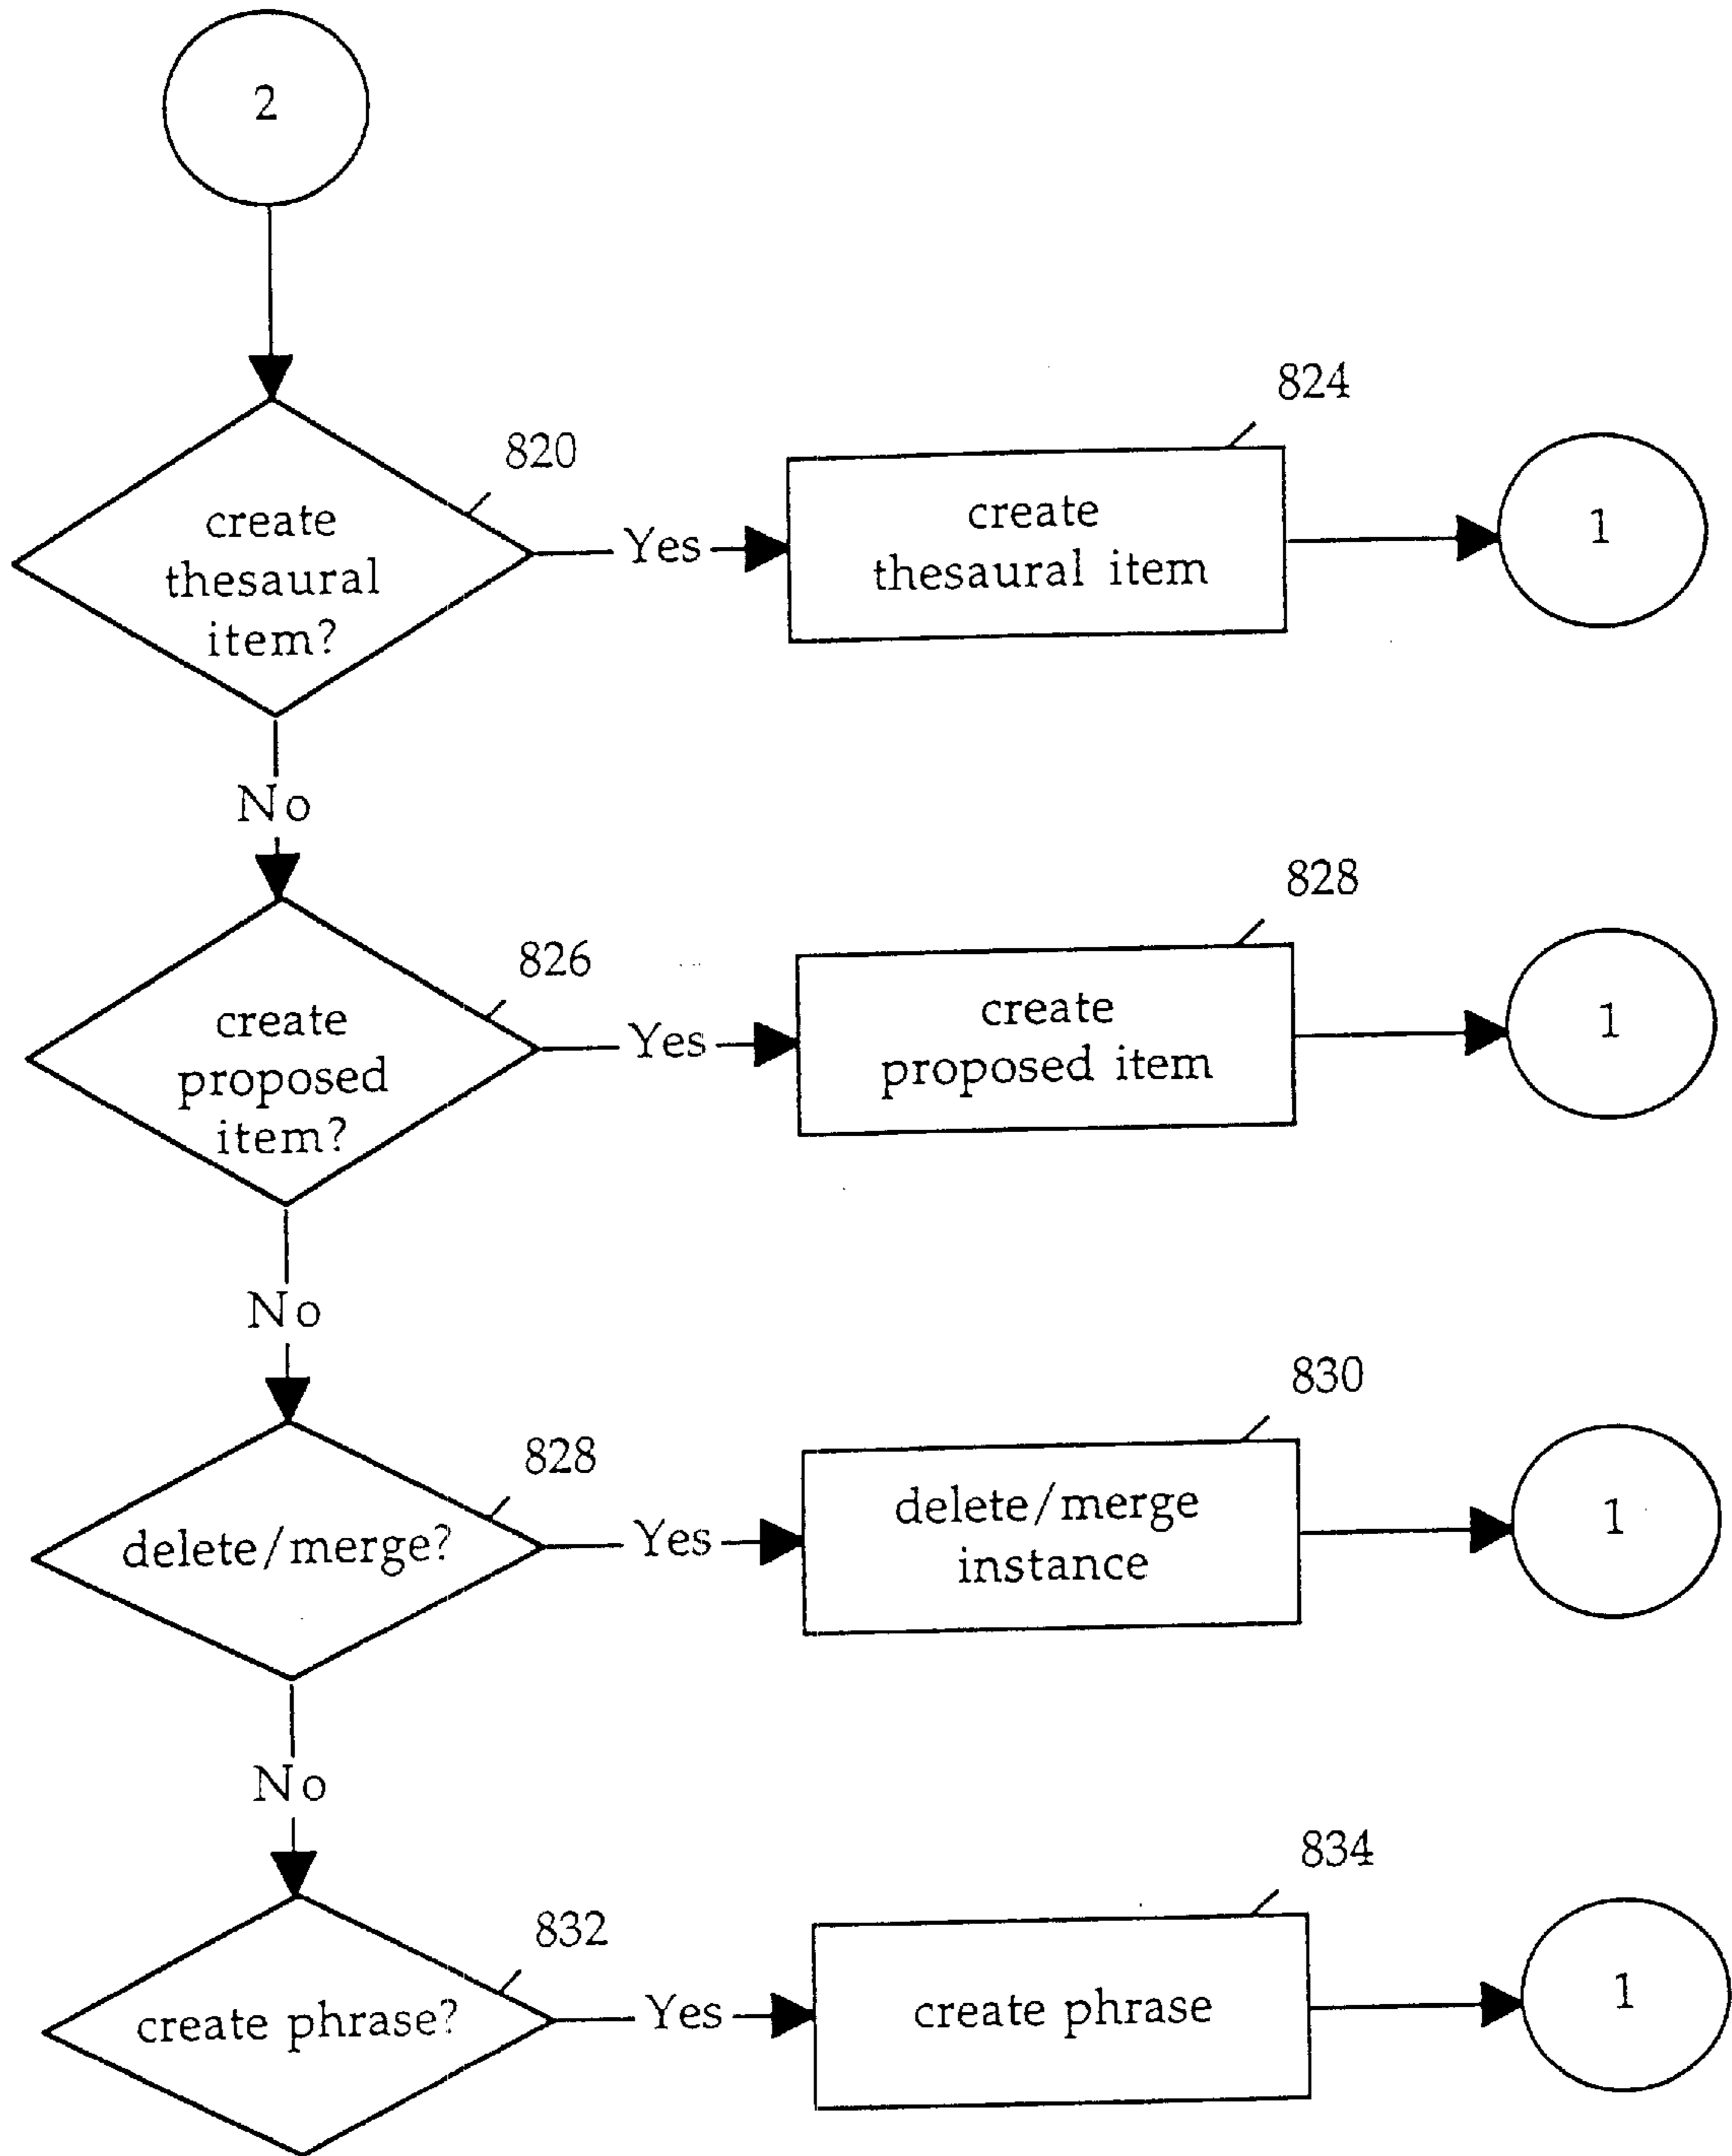 2
824
820
create
thesaural
item?
Yes
create
thesaural item
1
No
828
826
create
proposed
item?
Yes
create
proposed item
1
No
830
828
delete/merge?
Yes
delete/merge
instance
1
No
834
832
create phrase?
Yes
create phrase
1